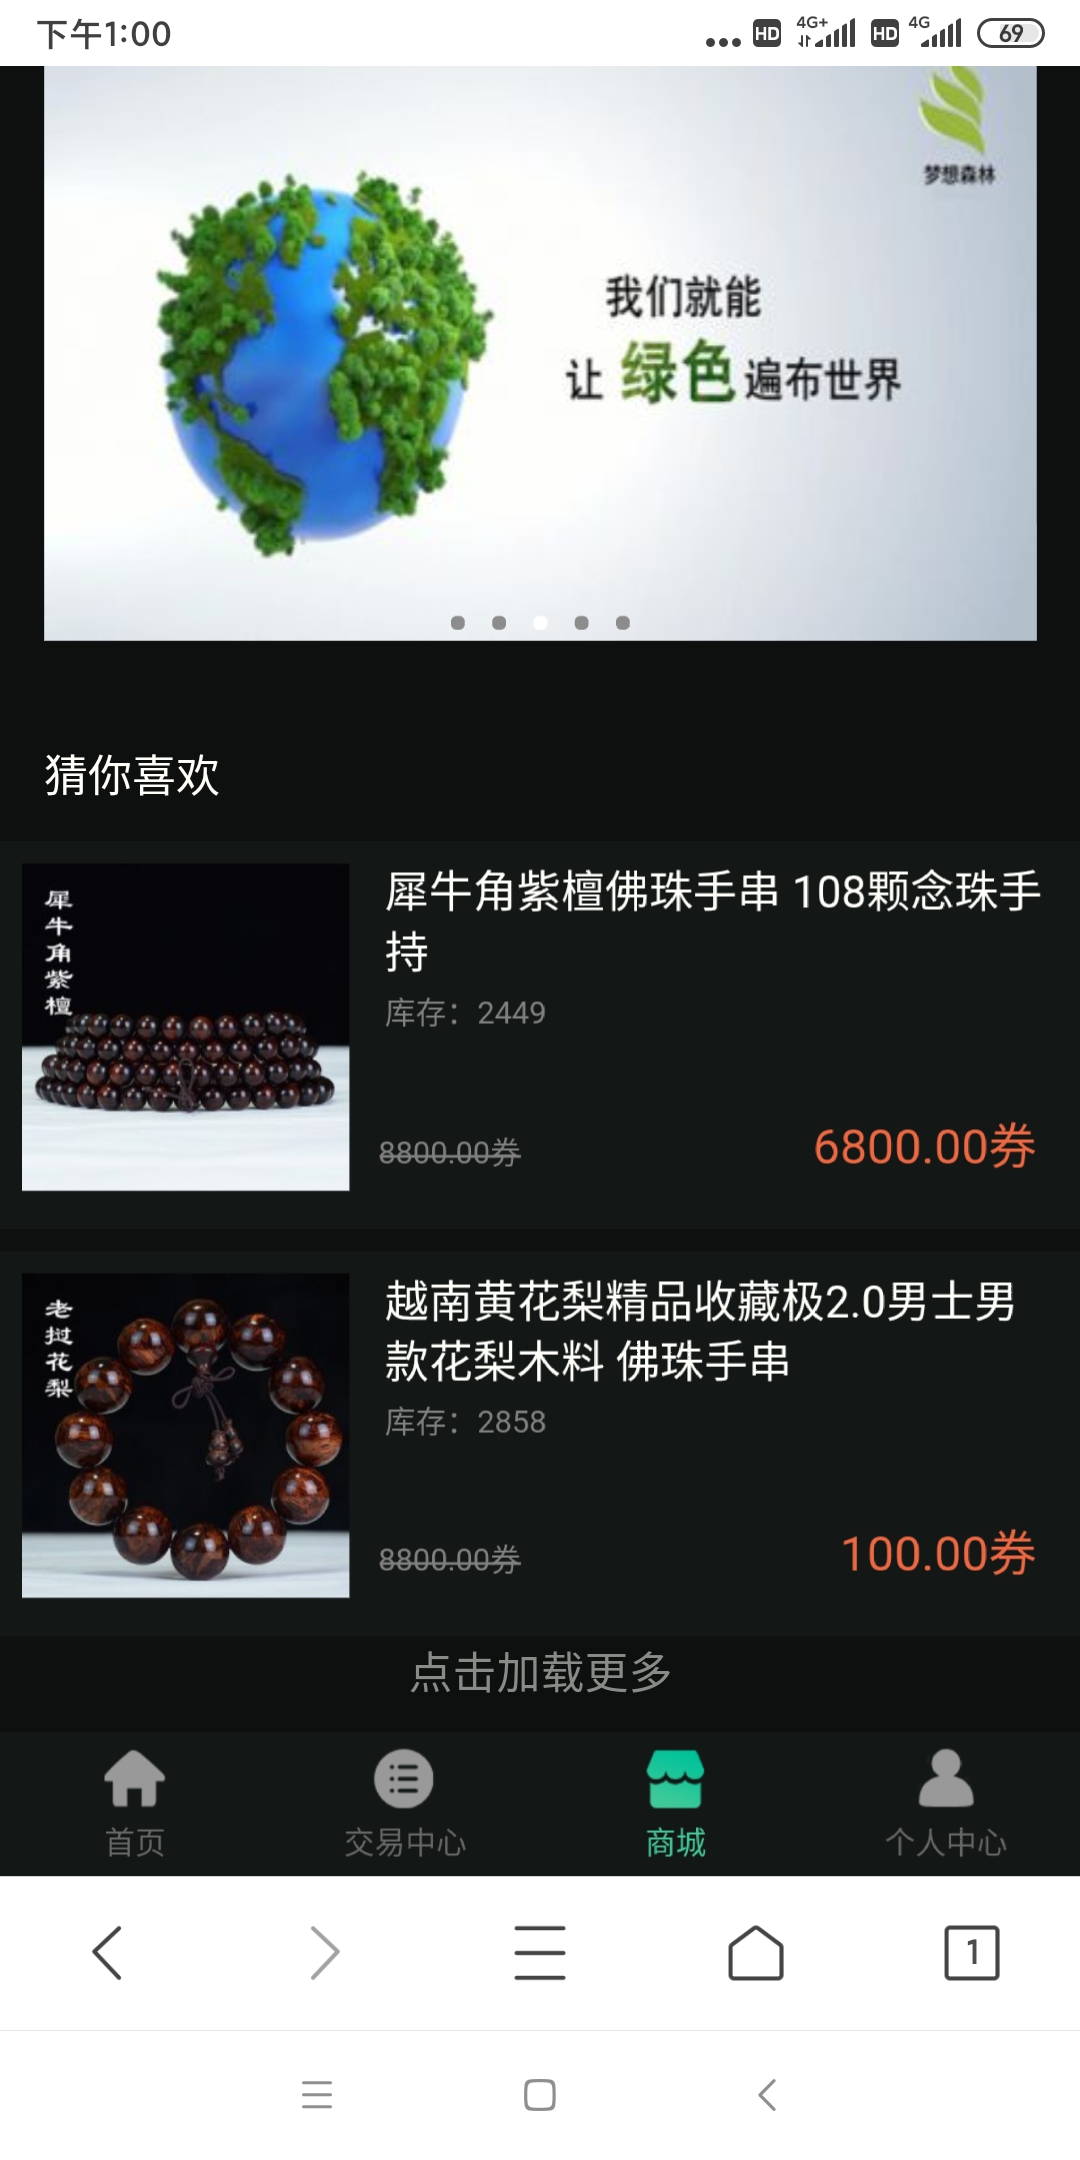 下午1:00
HD
4G+
HD
4G
69
梦想森林
我们就能
让 绿色 遍布世界
猜你喜欢
犀牛角紫檀
犀牛角紫檀佛珠手串 108颗念珠手
持
库存：2449
8800.00券
6800.00券
老挝花梨
越南黄花梨精品收藏极2.0男士男
款花梨木料 佛珠手串
库存：2858
8800.00券
100.00券
点击加载更多
首页
交易中心
商城
个人中心
1